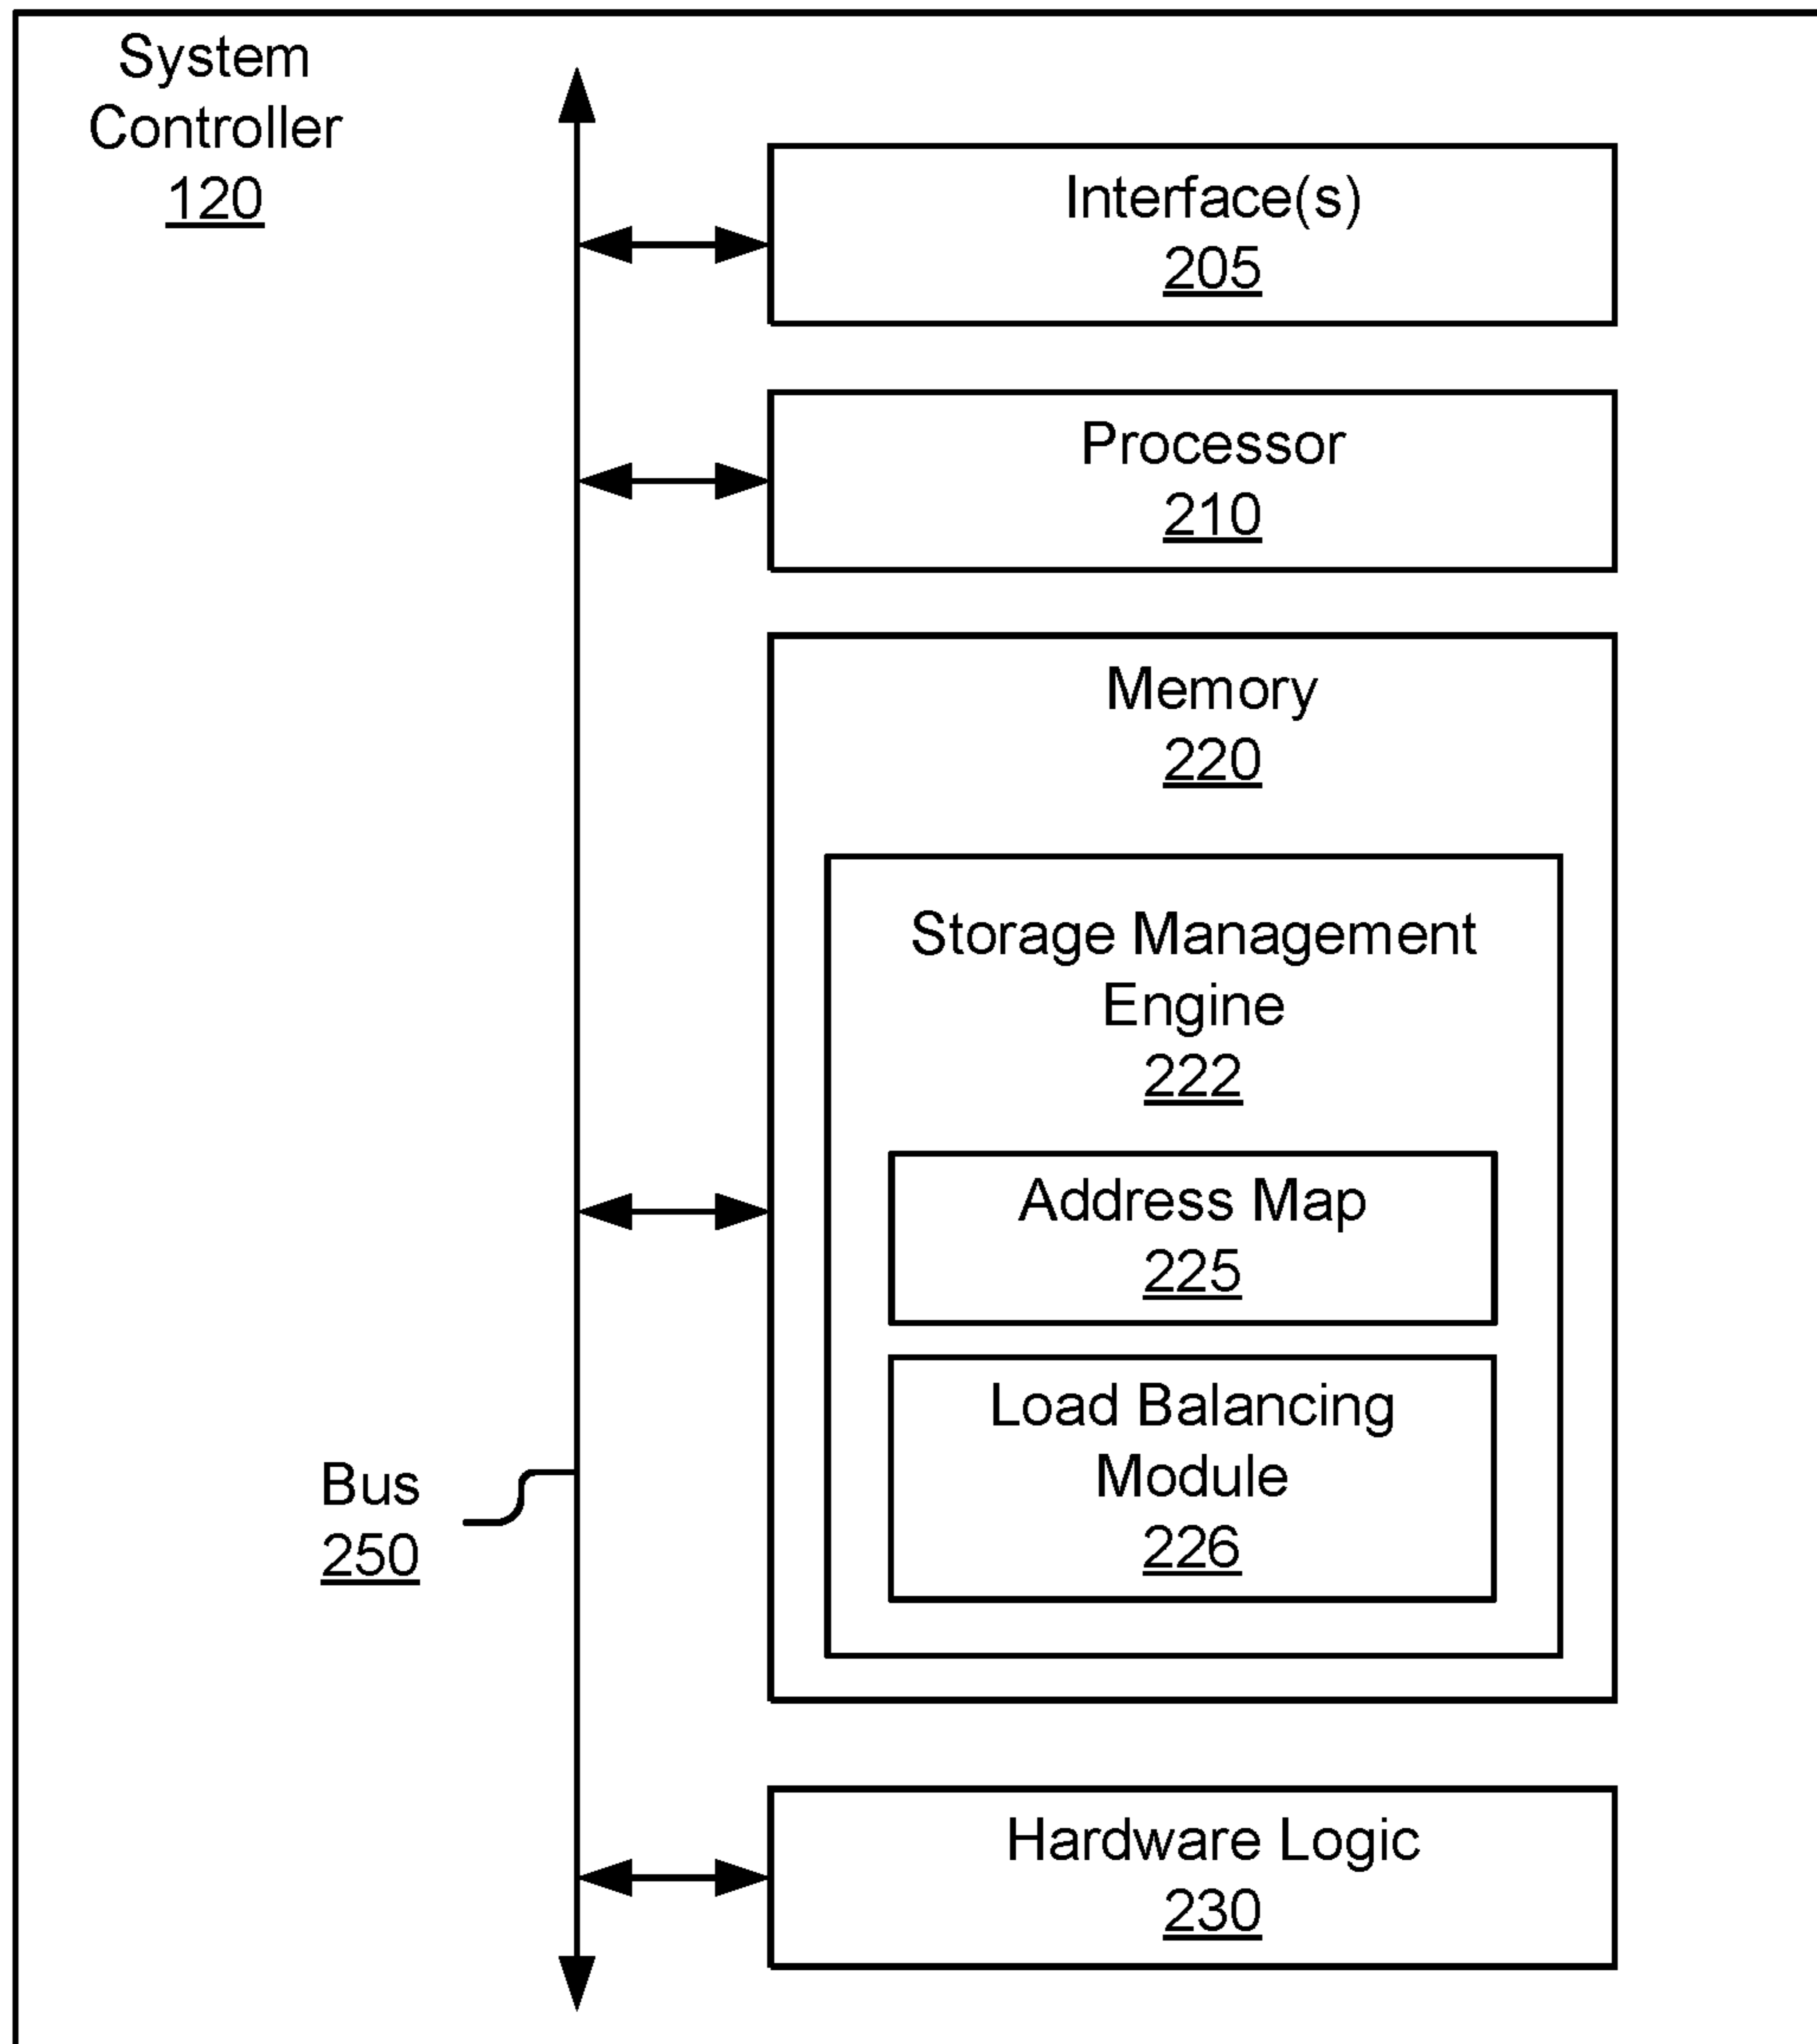 System
Controller
120
Interface(s)
205
Processor
210
Memory
220
Storage Management
Engine
222
Address Map
225
Load Balancing
Module
226
Bus
250
Hardware Logic
230